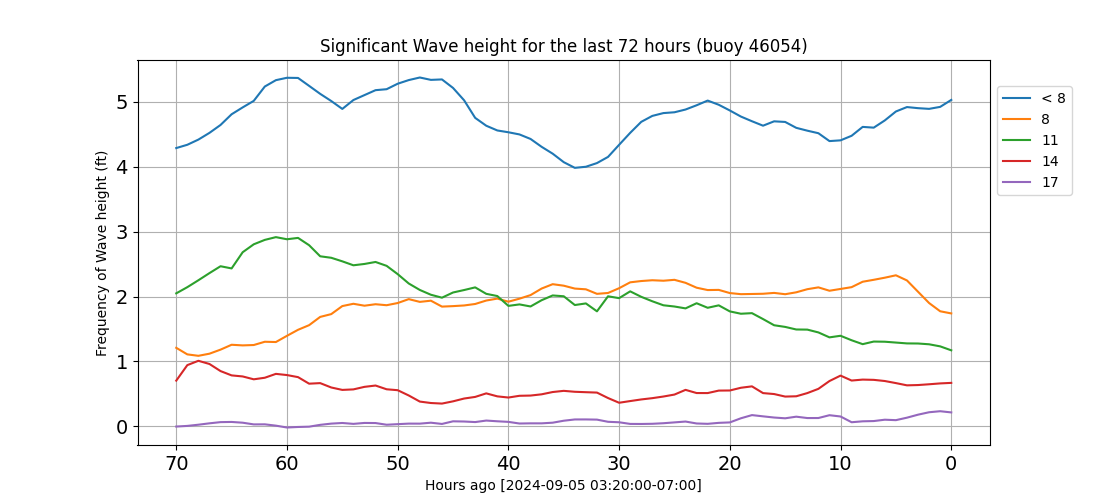 Significant Wave height for the last 72 hours (buoy 46054)
Frequency of Wave height (ft)
5
4
3
2
1
0
70 60 50 40 30 20 10 0
Hours ago [2024-09-05 03:20:00-07:00]
< 8
8
11
14
17